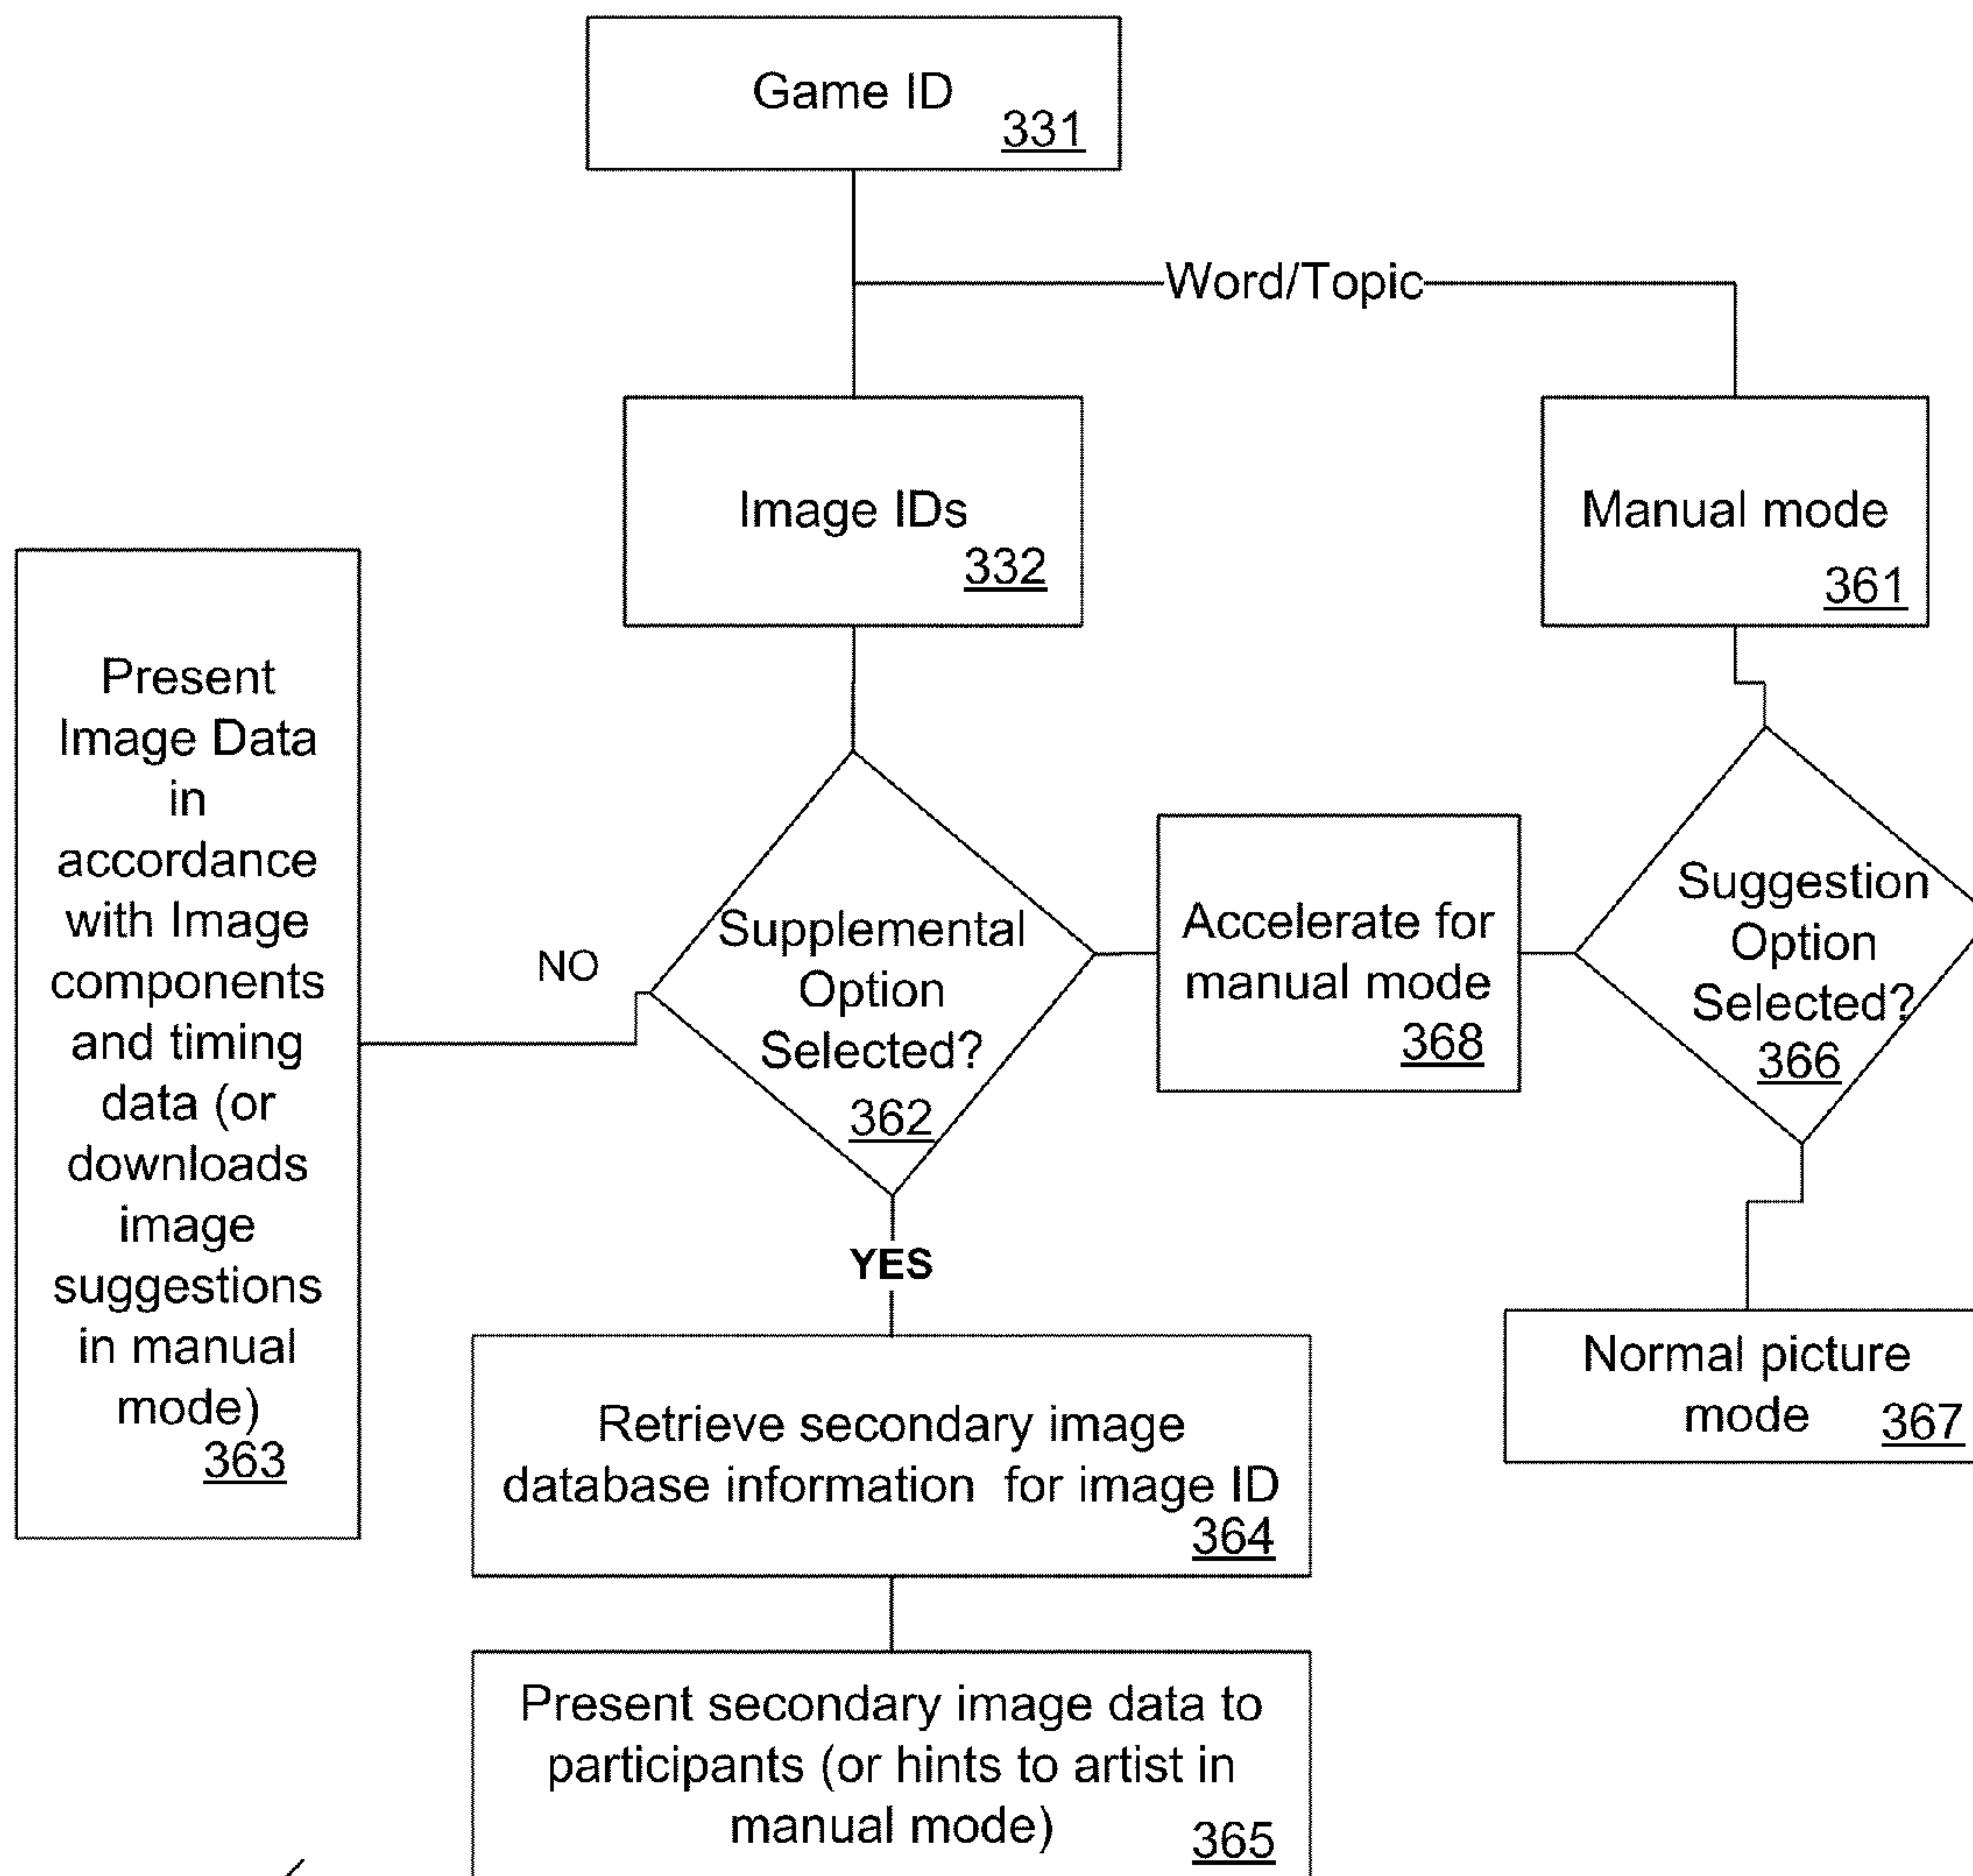 Game ID
331
Word/Topic
Image IDs
332
Manual mode
361
Present
Image Data
in
accordance
with Image
components
and timing
data (or
downloads
image
suggestions
in manual
mode)
363
NO
Supplemental
Option
Selected?
362
Accelerate for
manual mode
368
Suggestion
Option
Selected?
366
YES
Normal picture
mode 367
Retrieve secondary image
database information for image ID
364
Present secondary image data to
participants (or hints to artist in
manual mode) 365